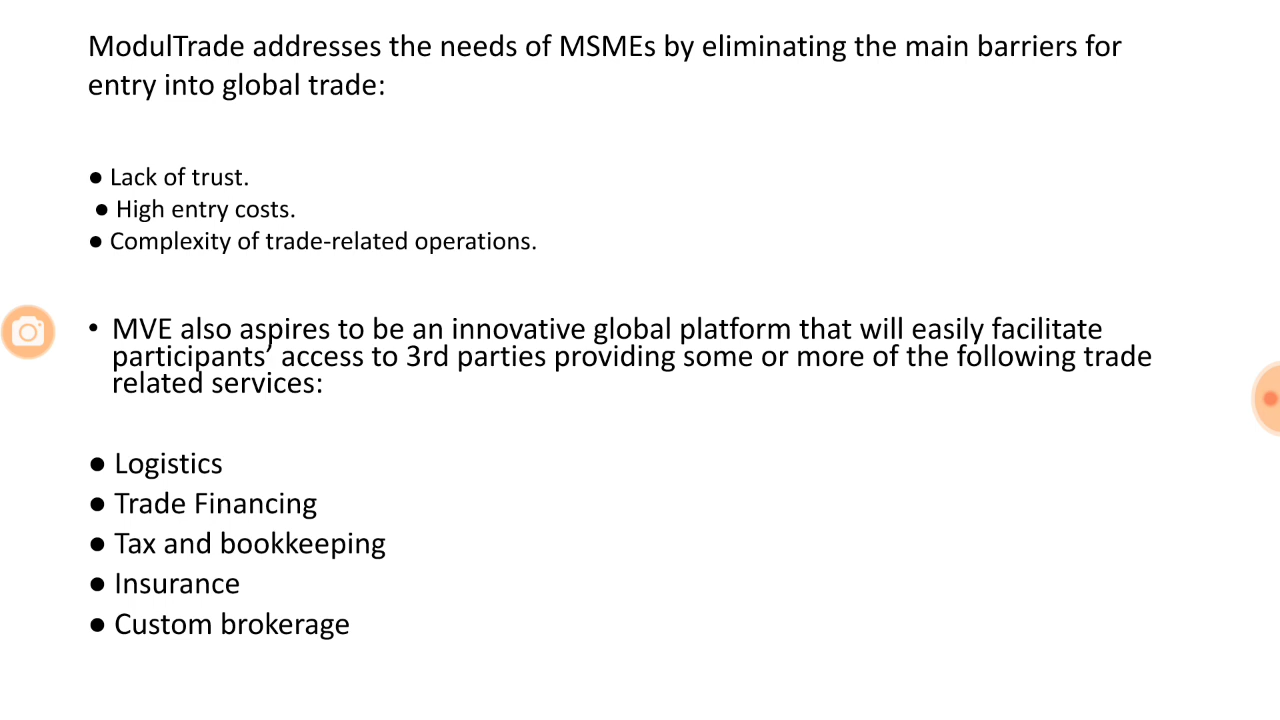 ModulTrade addresses the needs of MSMEs by eliminating the main barriers for
entry into global trade:
● Lack of trust.
● High entry costs.
● Complexity of trade-related operations.
• MVE also aspires to be an innovative global platform that will easily facilitate
participants’ access to 3rd parties providing some or more of the following trade
related services:
● Logistics
● Trade Financing
● Tax and bookkeeping
● Insurance
● Custom brokerage